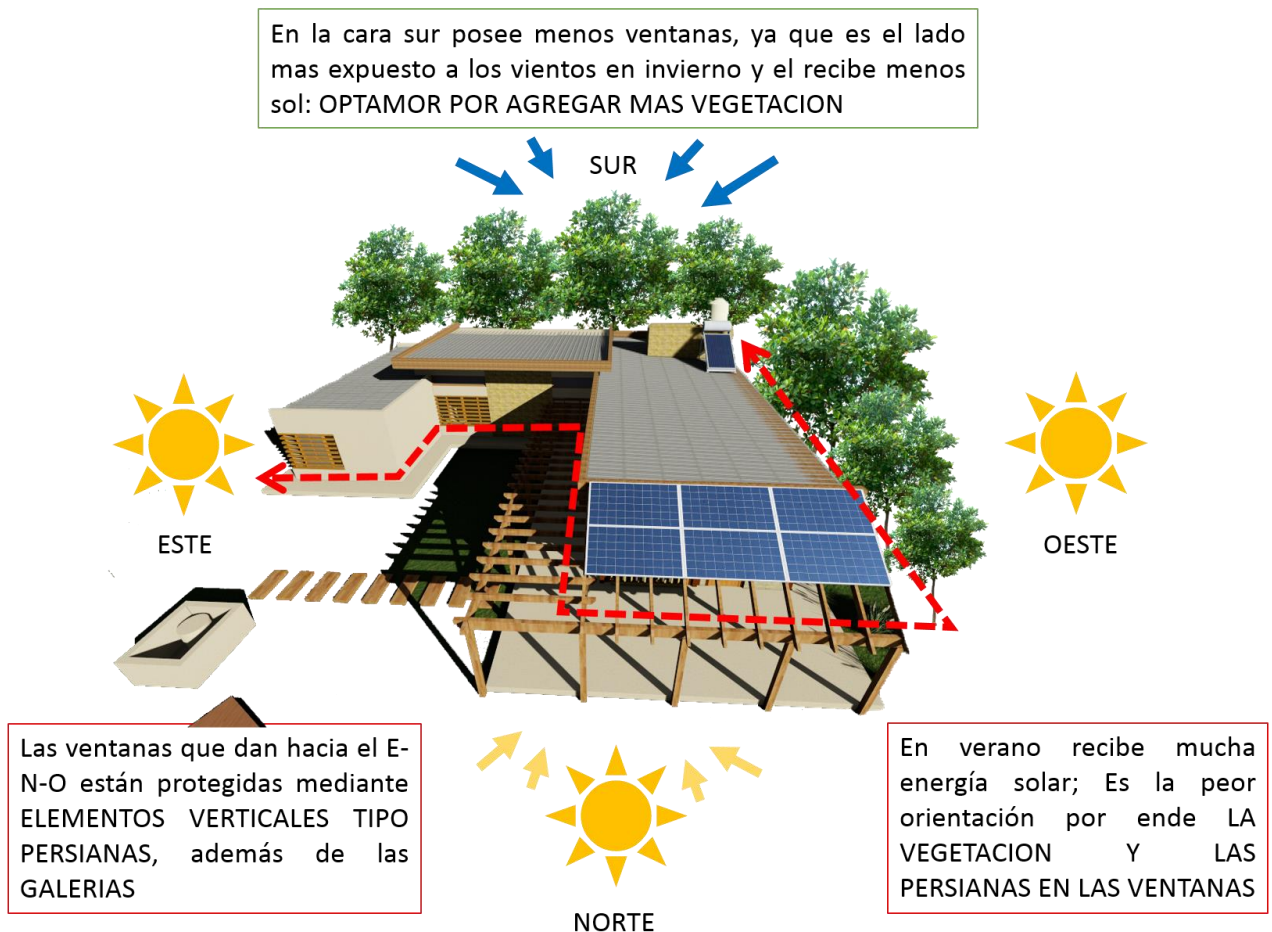 En la cara sur posee menos ventanas, ya que es el lado
mas expuesto a los vientos en invierno y el recibe menos
sol: OPTAMOR POR AGREGAR MAS VEGETACION
SUR
ESTE
OESTE
Las ventanas que dan hacia el E-
N-O están protegidas mediante
ELEMENTOS VERTICALES TIPO
PERSIANAS, además de las
GALERIAS
En verano recibe mucha
energía solar; Es la peor
orientación por ende LA
VEGETACION Y LAS
PERSIANAS EN LAS VENTANAS
NORTE